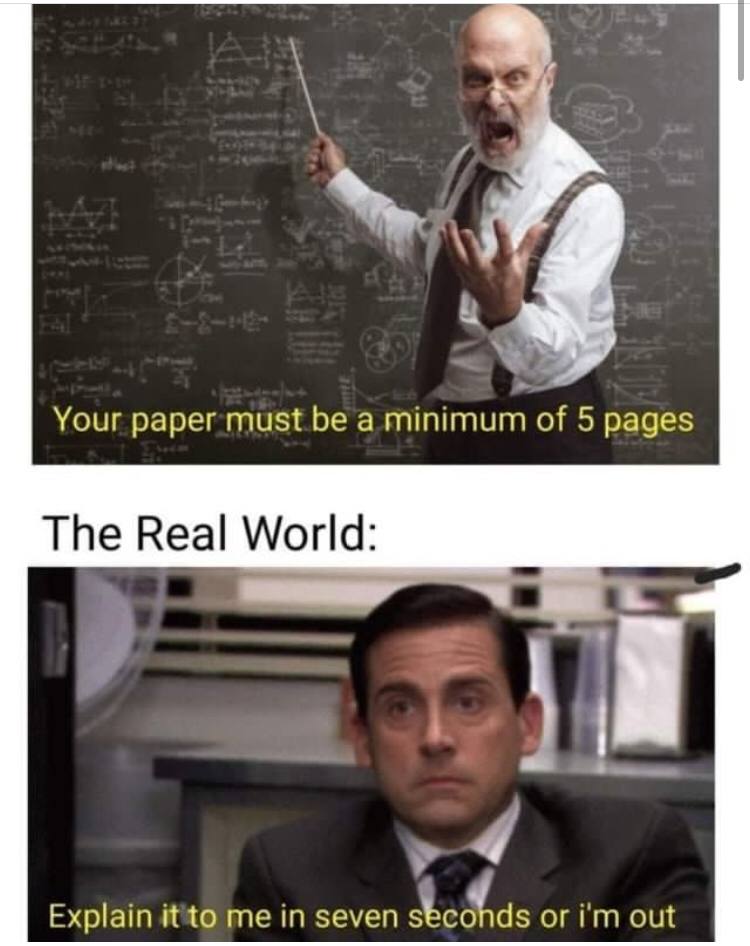 Your paper must be a minimum of 5 pages
The Real World:
Explain it to me in seven seconds or i'm out